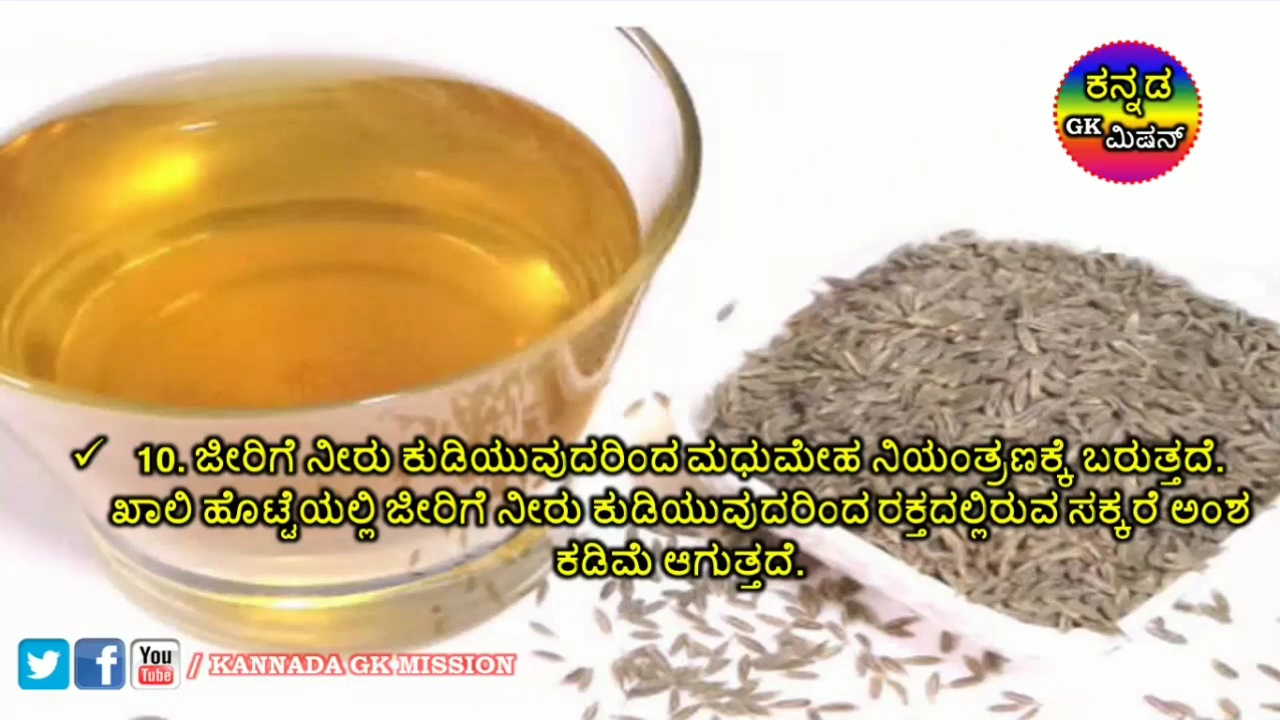 ಕನ್ನಡ
GK ಮಿಷನ್
✓ 10. ಜೀರಿಗೆ ನೀರು ಕುಡಿಯುವುದರಿಂದ ಮಧುಮೇಹ ನಿಯಂತ್ರಣಕ್ಕೆ ಬರುತ್ತದೆ.
ಖಾಲಿ ಹೊಟ್ಟೆಯಲ್ಲಿ ಜೀರಿಗೆ ನೀರು ಕುಡಿಯುವುದರಿಂದ ರಕ್ತದಲ್ಲಿರುವ ಸಕ್ಕರೆ ಅಂಶ
ಕಡಿಮೆ ಆಗುತ್ತದೆ.
You Tube / KANNADA GK MISSION